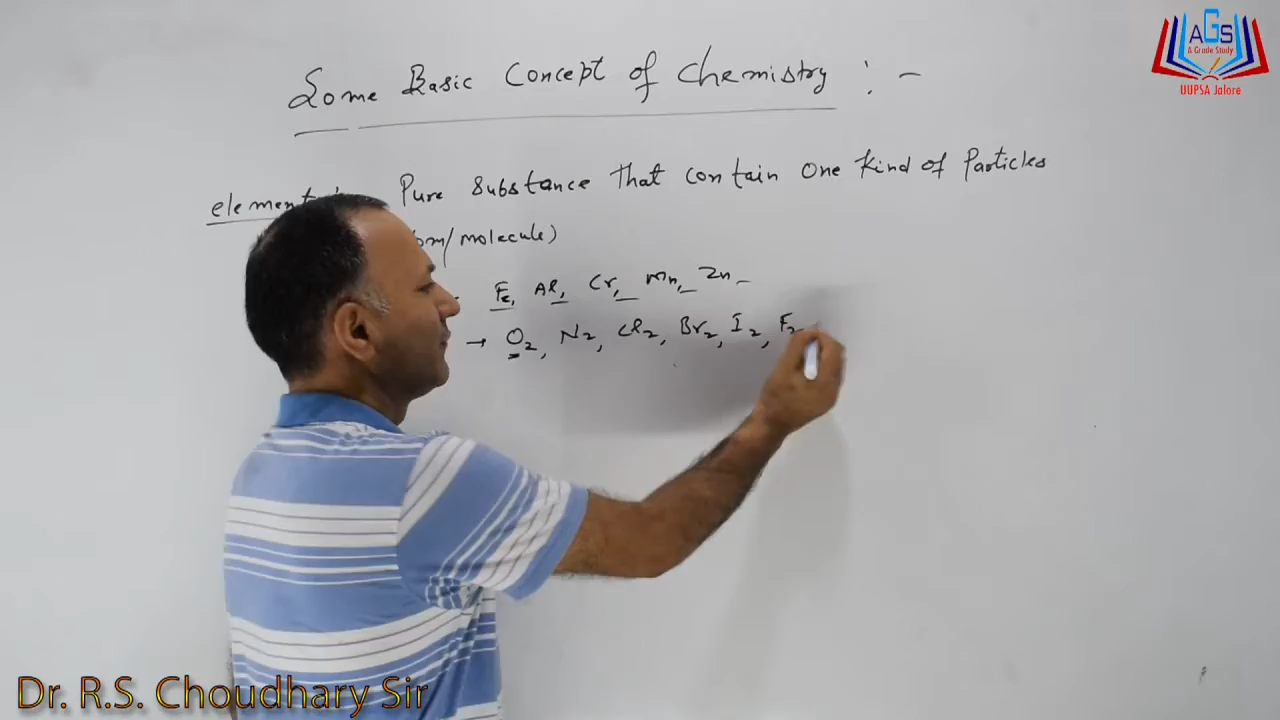 Some Basic Concept of Chemistry :-
element Pure substance that contain one kind of Particles
om/molecule)
Fe, Al, Cr, Mn, Zn -
→ O2, N2, Cl2, Br2, I2, F2
AGS
A Grade Study
UUPSA Jalore
Dr. R.S. Choudhary Sir